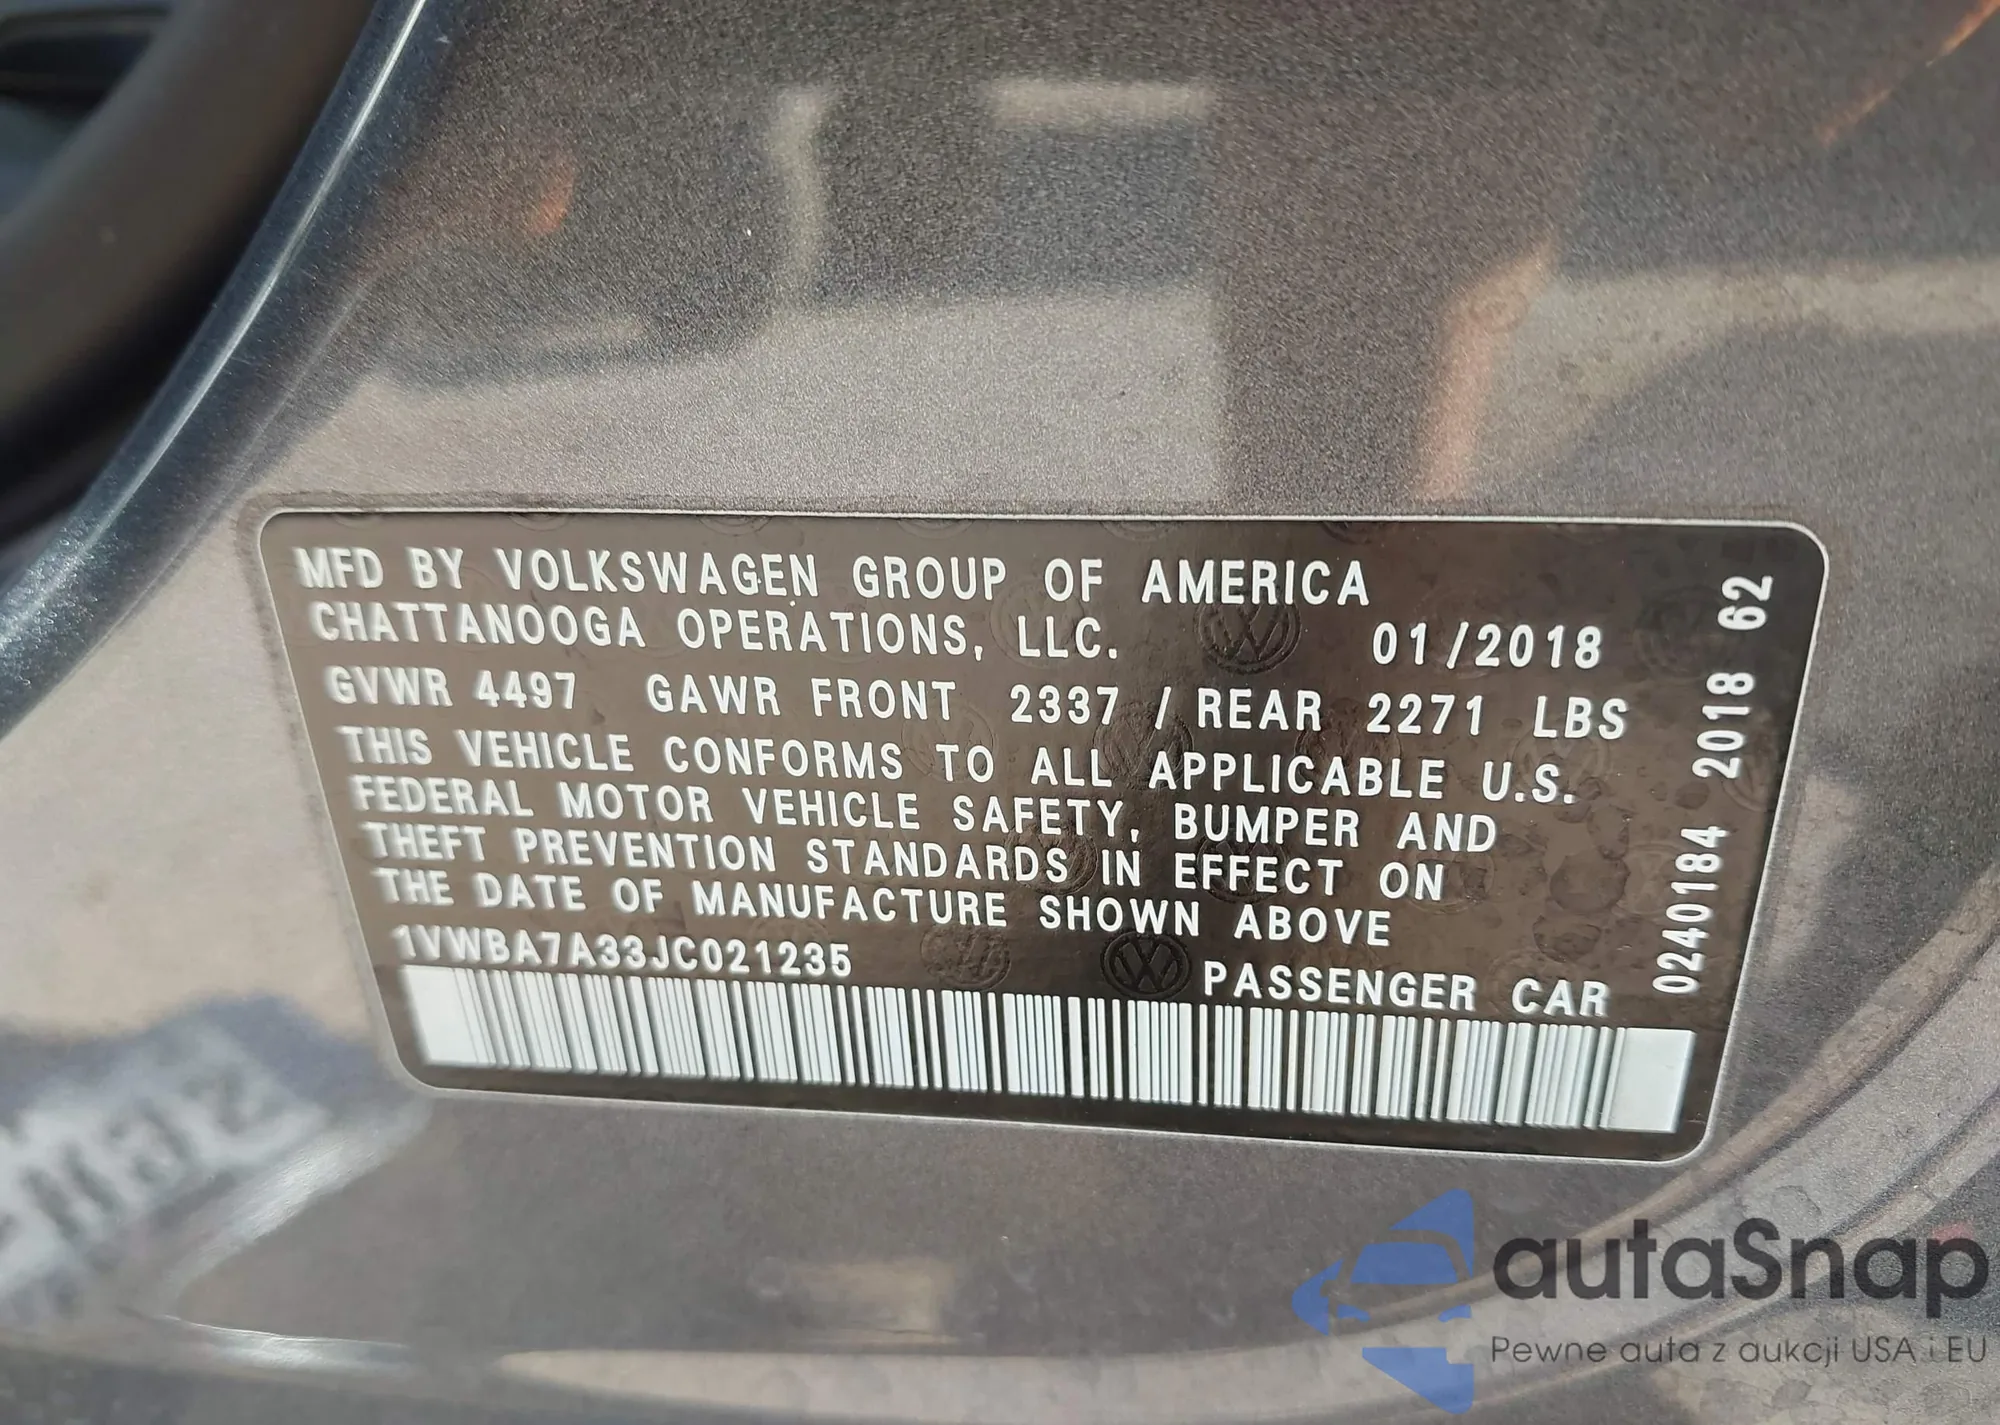 MFD BY VOLKSWAGEN GROUP OF AMERICA
CHATTANOOGA OPERATIONS, LLC. 01/2018
GVWR 4497 GAWR FRONT 2337 / REAR 2271 LBS
THIS VEHICLE CONFORMS TO ALL APPLICABLE U.S.
FEDERAL MOTOR VEHICLE SAFETY, BUMPER AND
THEFT PREVENTION STANDARDS IN EFFECT ON
THE DATE OF MANUFACTURE SHOWN ABOVE
1VWBA7A33JC021235
PASSENGER CAR
0240184 2018 62
autaSnap
Pewne auta z aukcji USA i EU